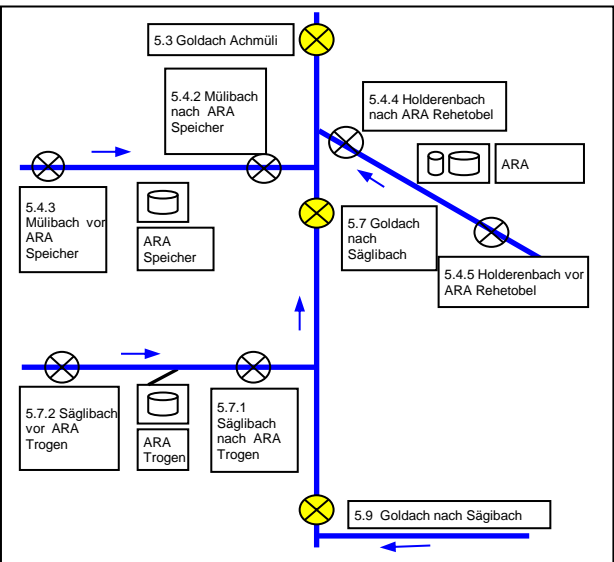 5.3 Goldach Achmüli
5.4.2 Mülibach
nach ARA
Speicher
5.4.4 Holderenbach
nach ARA Rehetobel
ARA
5.4.3
Mülibach vor
ARA
Speicher
ARA
Speicher
5.7 Goldach
nach
Säglibach
5.4.5 Holderenbach vor
ARA Rehetobel
5.7.2 Säglibach
vor ARA
Trogen
ARA
Trogen
5.7.1
Säglibach
nach ARA
Trogen
5.9 Goldach nach Sägibach